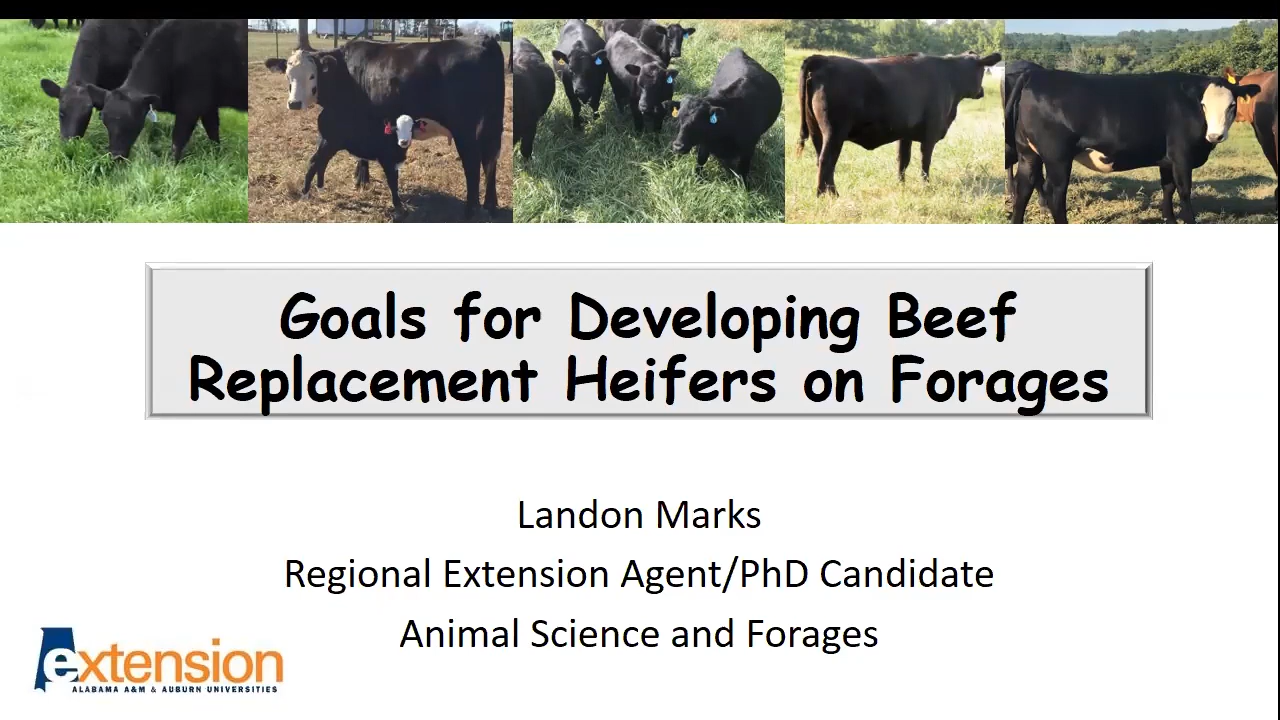 Goals for Developing Beef
Replacement Heifers on Forages
Landon Marks
Regional Extension Agent/PhD Candidate
Animal Science and Forages
extension
ALABAMA A&M & AUBURN UNIVERSITIES